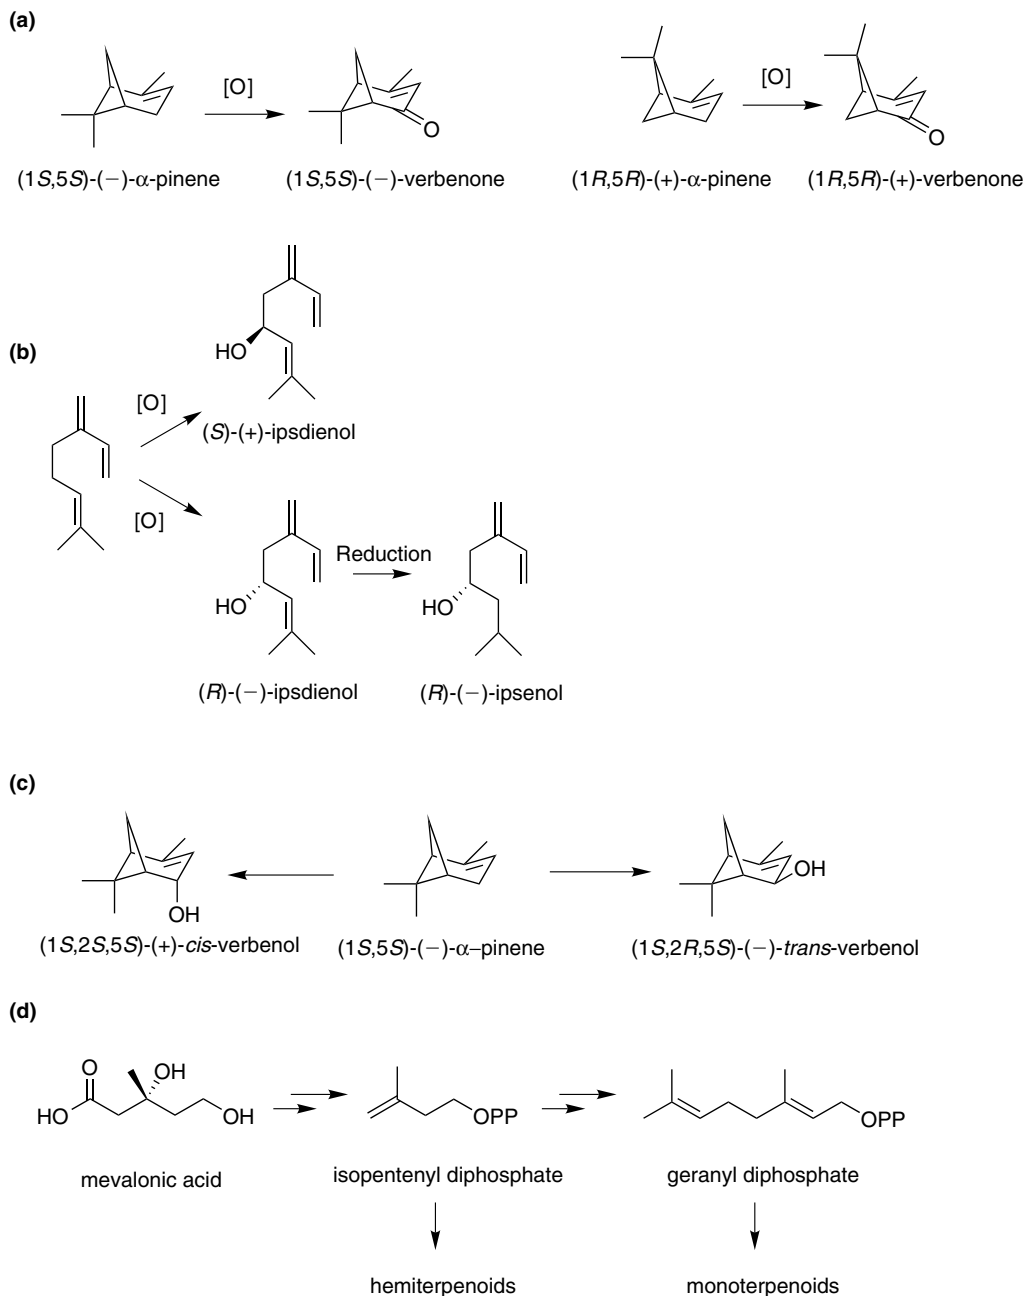 (a)
[O]
[O]
O
O
(1S,5S)-(−)-α-pinene
(1S,5S)-(−)-verbenone
(1R,5R)-(+)-α-pinene
(1R,5R)-(+)-verbenone
(b)
HO
[O]
(S)-(+)-ipsdienol
[O]
Reduction
HO
HO
(R)-(−)-ipsdienol
(R)-(−)-ipsenol
(c)
OH
OH
(1S,2S,5S)-(+)-cis-verbenol
(1S,5S)-(−)-α–pinene
(1S,2R,5S)-(−)-trans-verbenol
(d)
O
OH
HO
OH
OPP
OPP
mevalonic acid
isopentenyl diphosphate
geranyl diphosphate
hemiterpenoids
monoterpenoids